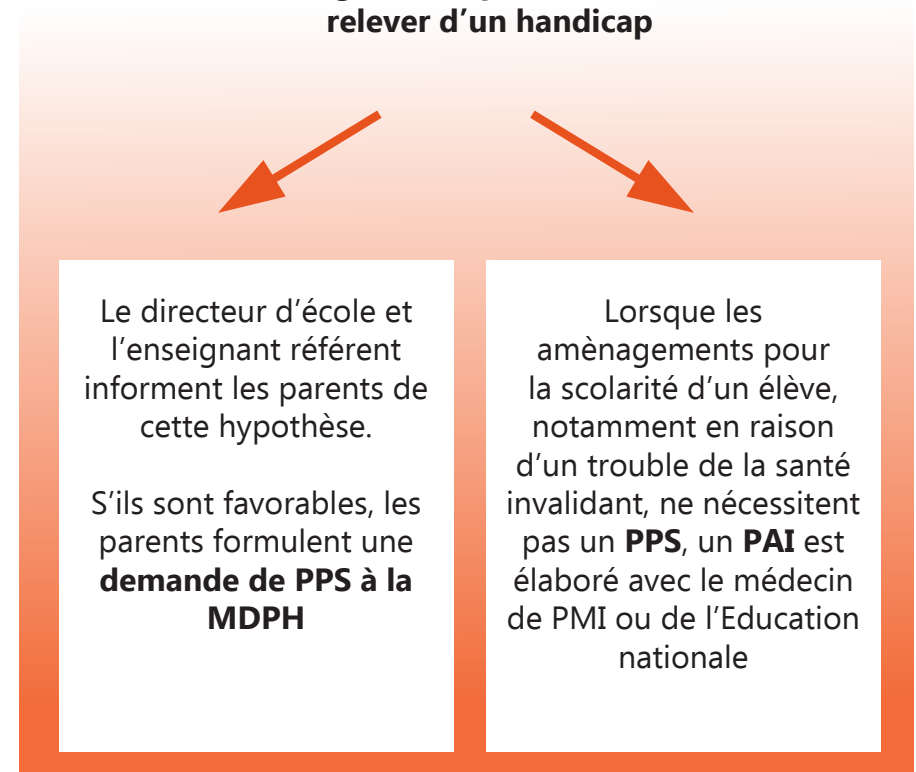 relever d’un handicap
Le directeur d’école et
l’enseignant référent
informent les parents de
cette hypothèse.
S’ils sont favorables, les
parents formulent une
demande de PPS à la
MDPH
Lorsque les
amènagements pour
la scolarité d’un élève,
notamment en raison
d’un trouble de la santé
invalidant, ne nécessitent
pas un PPS, un PAI est
élaboré avec le médecin
de PMI ou de l’Education
nationale